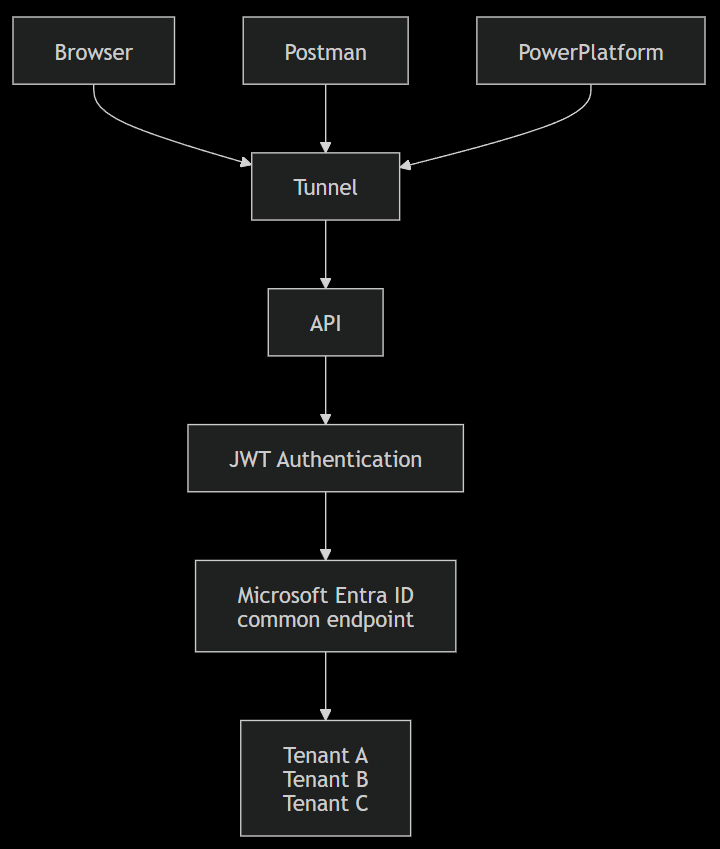 Browser
Postman
PowerPlatform
Tunnel
API
JWT Authentication
Microsoft Entra ID
common endpoint
Tenant A
Tenant B
Tenant C